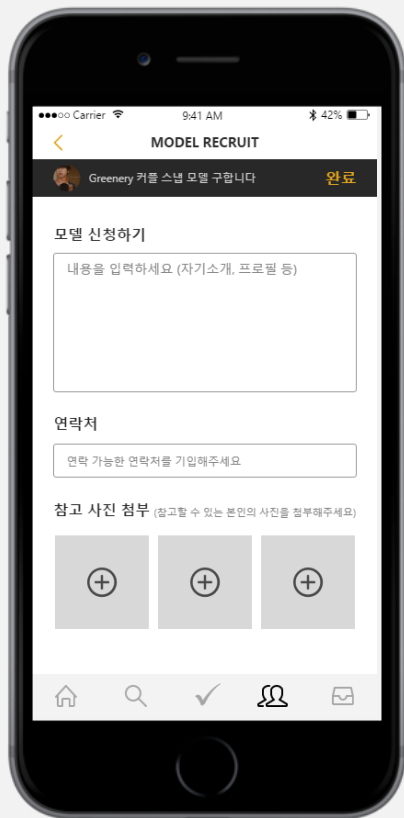 Carrier 9:41 AM 42%
MODEL RECRUIT
Greenery 커플 스냅 모델 구합니다 완료
모델 신청하기
내용을 입력하세요 (자기소개, 프로필 등)
연락처
연락 가능한 연락처를 기입해주세요
참고 사진 첨부 (참고할 수 있는 본인의 사진을 첨부해주세요)